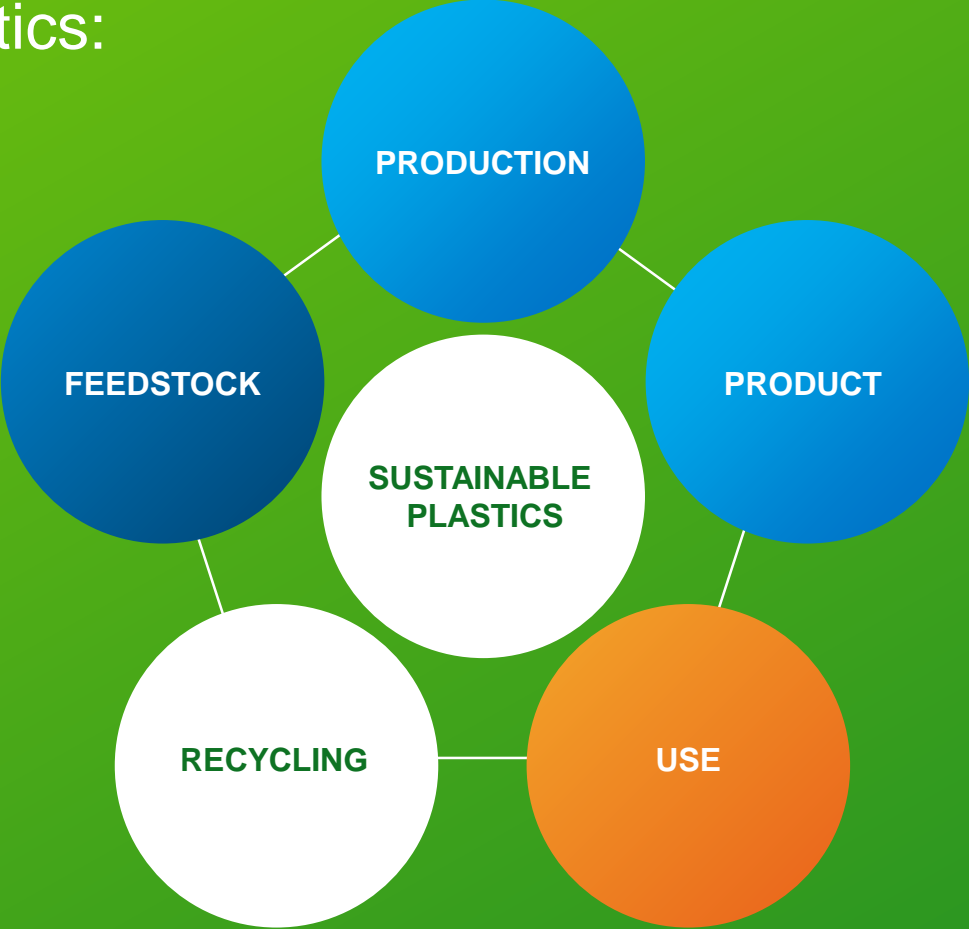 tics:
PRODUCTION
FEEDSTOCK
PRODUCT
SUSTAINABLE
PLASTICS
RECYCLING
USE